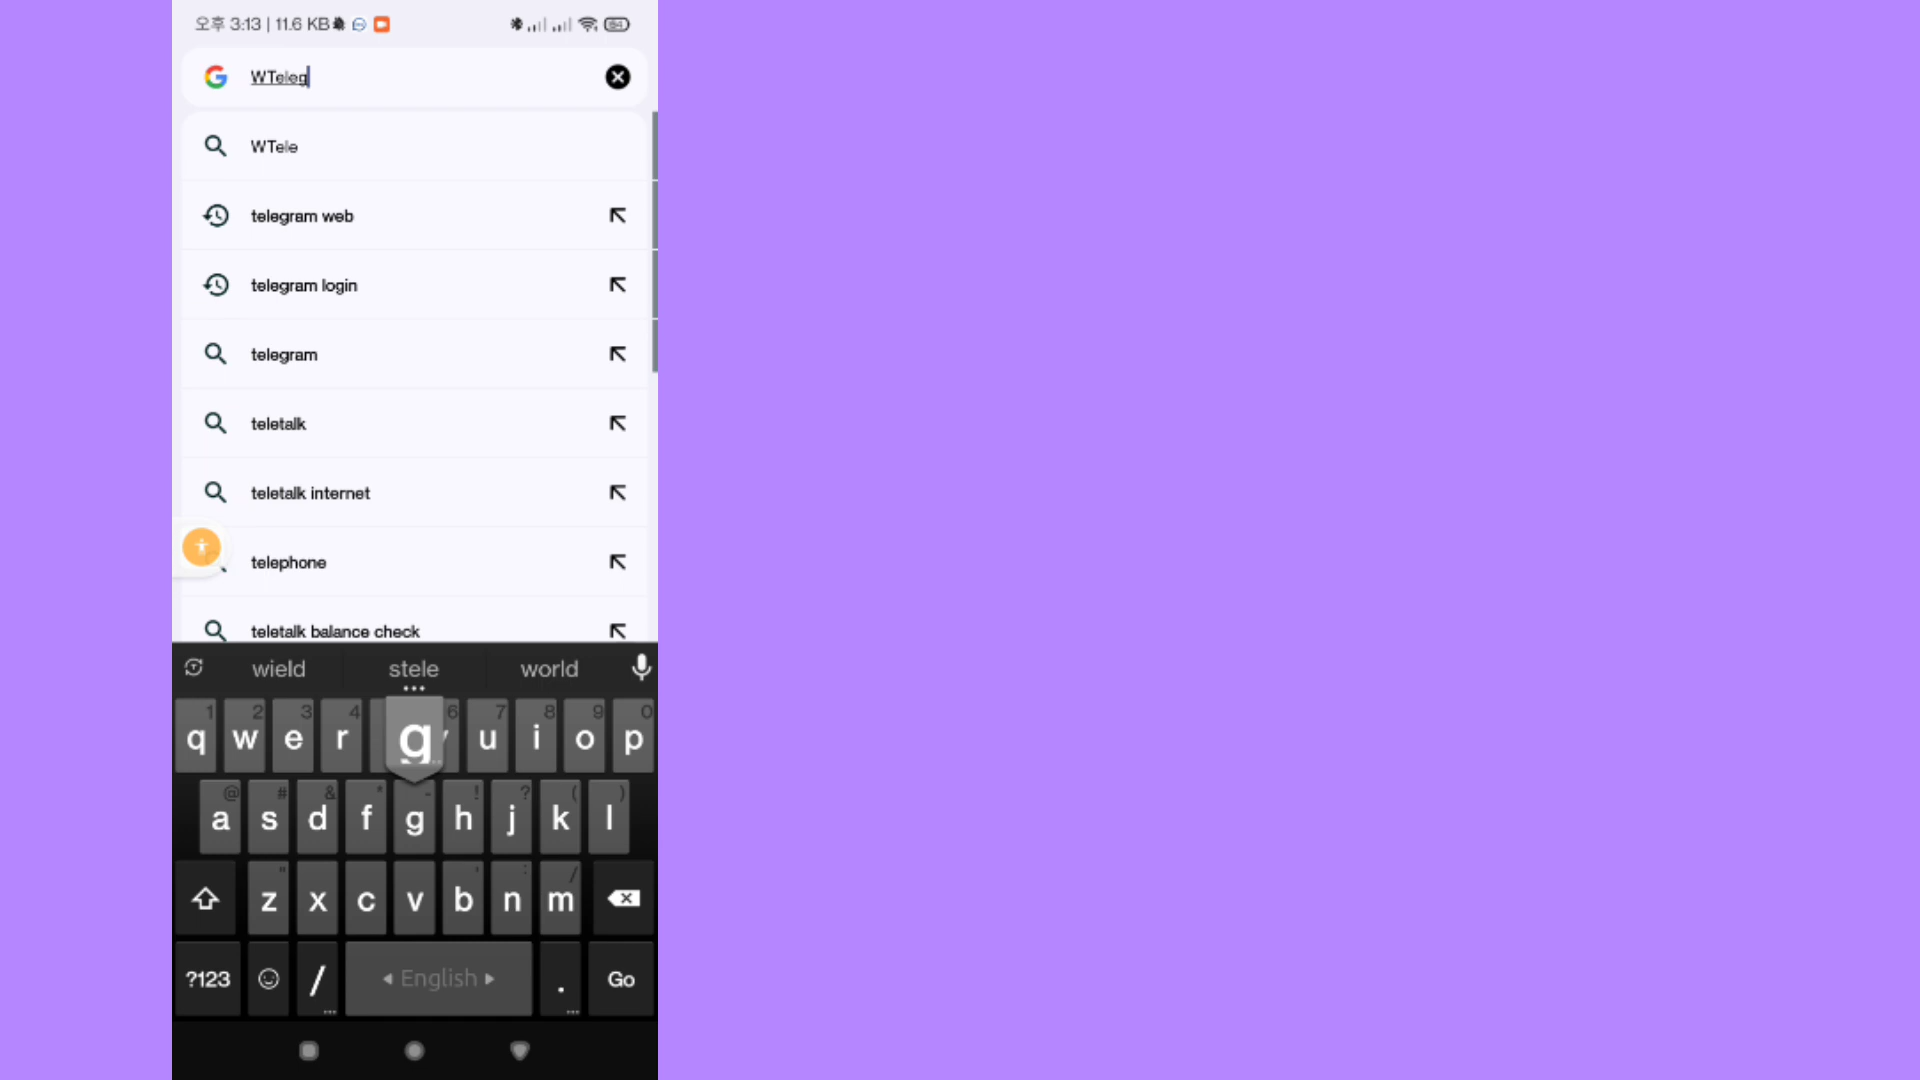 오후 3:13 | 11.6 KB
WTeleg
WTele
telegram web
telegram login
telegram
teletalk
teletalk internet
telephone
teletalk balance check
wield stele world
1 2 3 4 6 7 8 9 0
q w e r g u i o p
@ # & * - ! ? ( )
a s d f g h j k l
" ' : /
z x c v b n m
?123 / English . Go